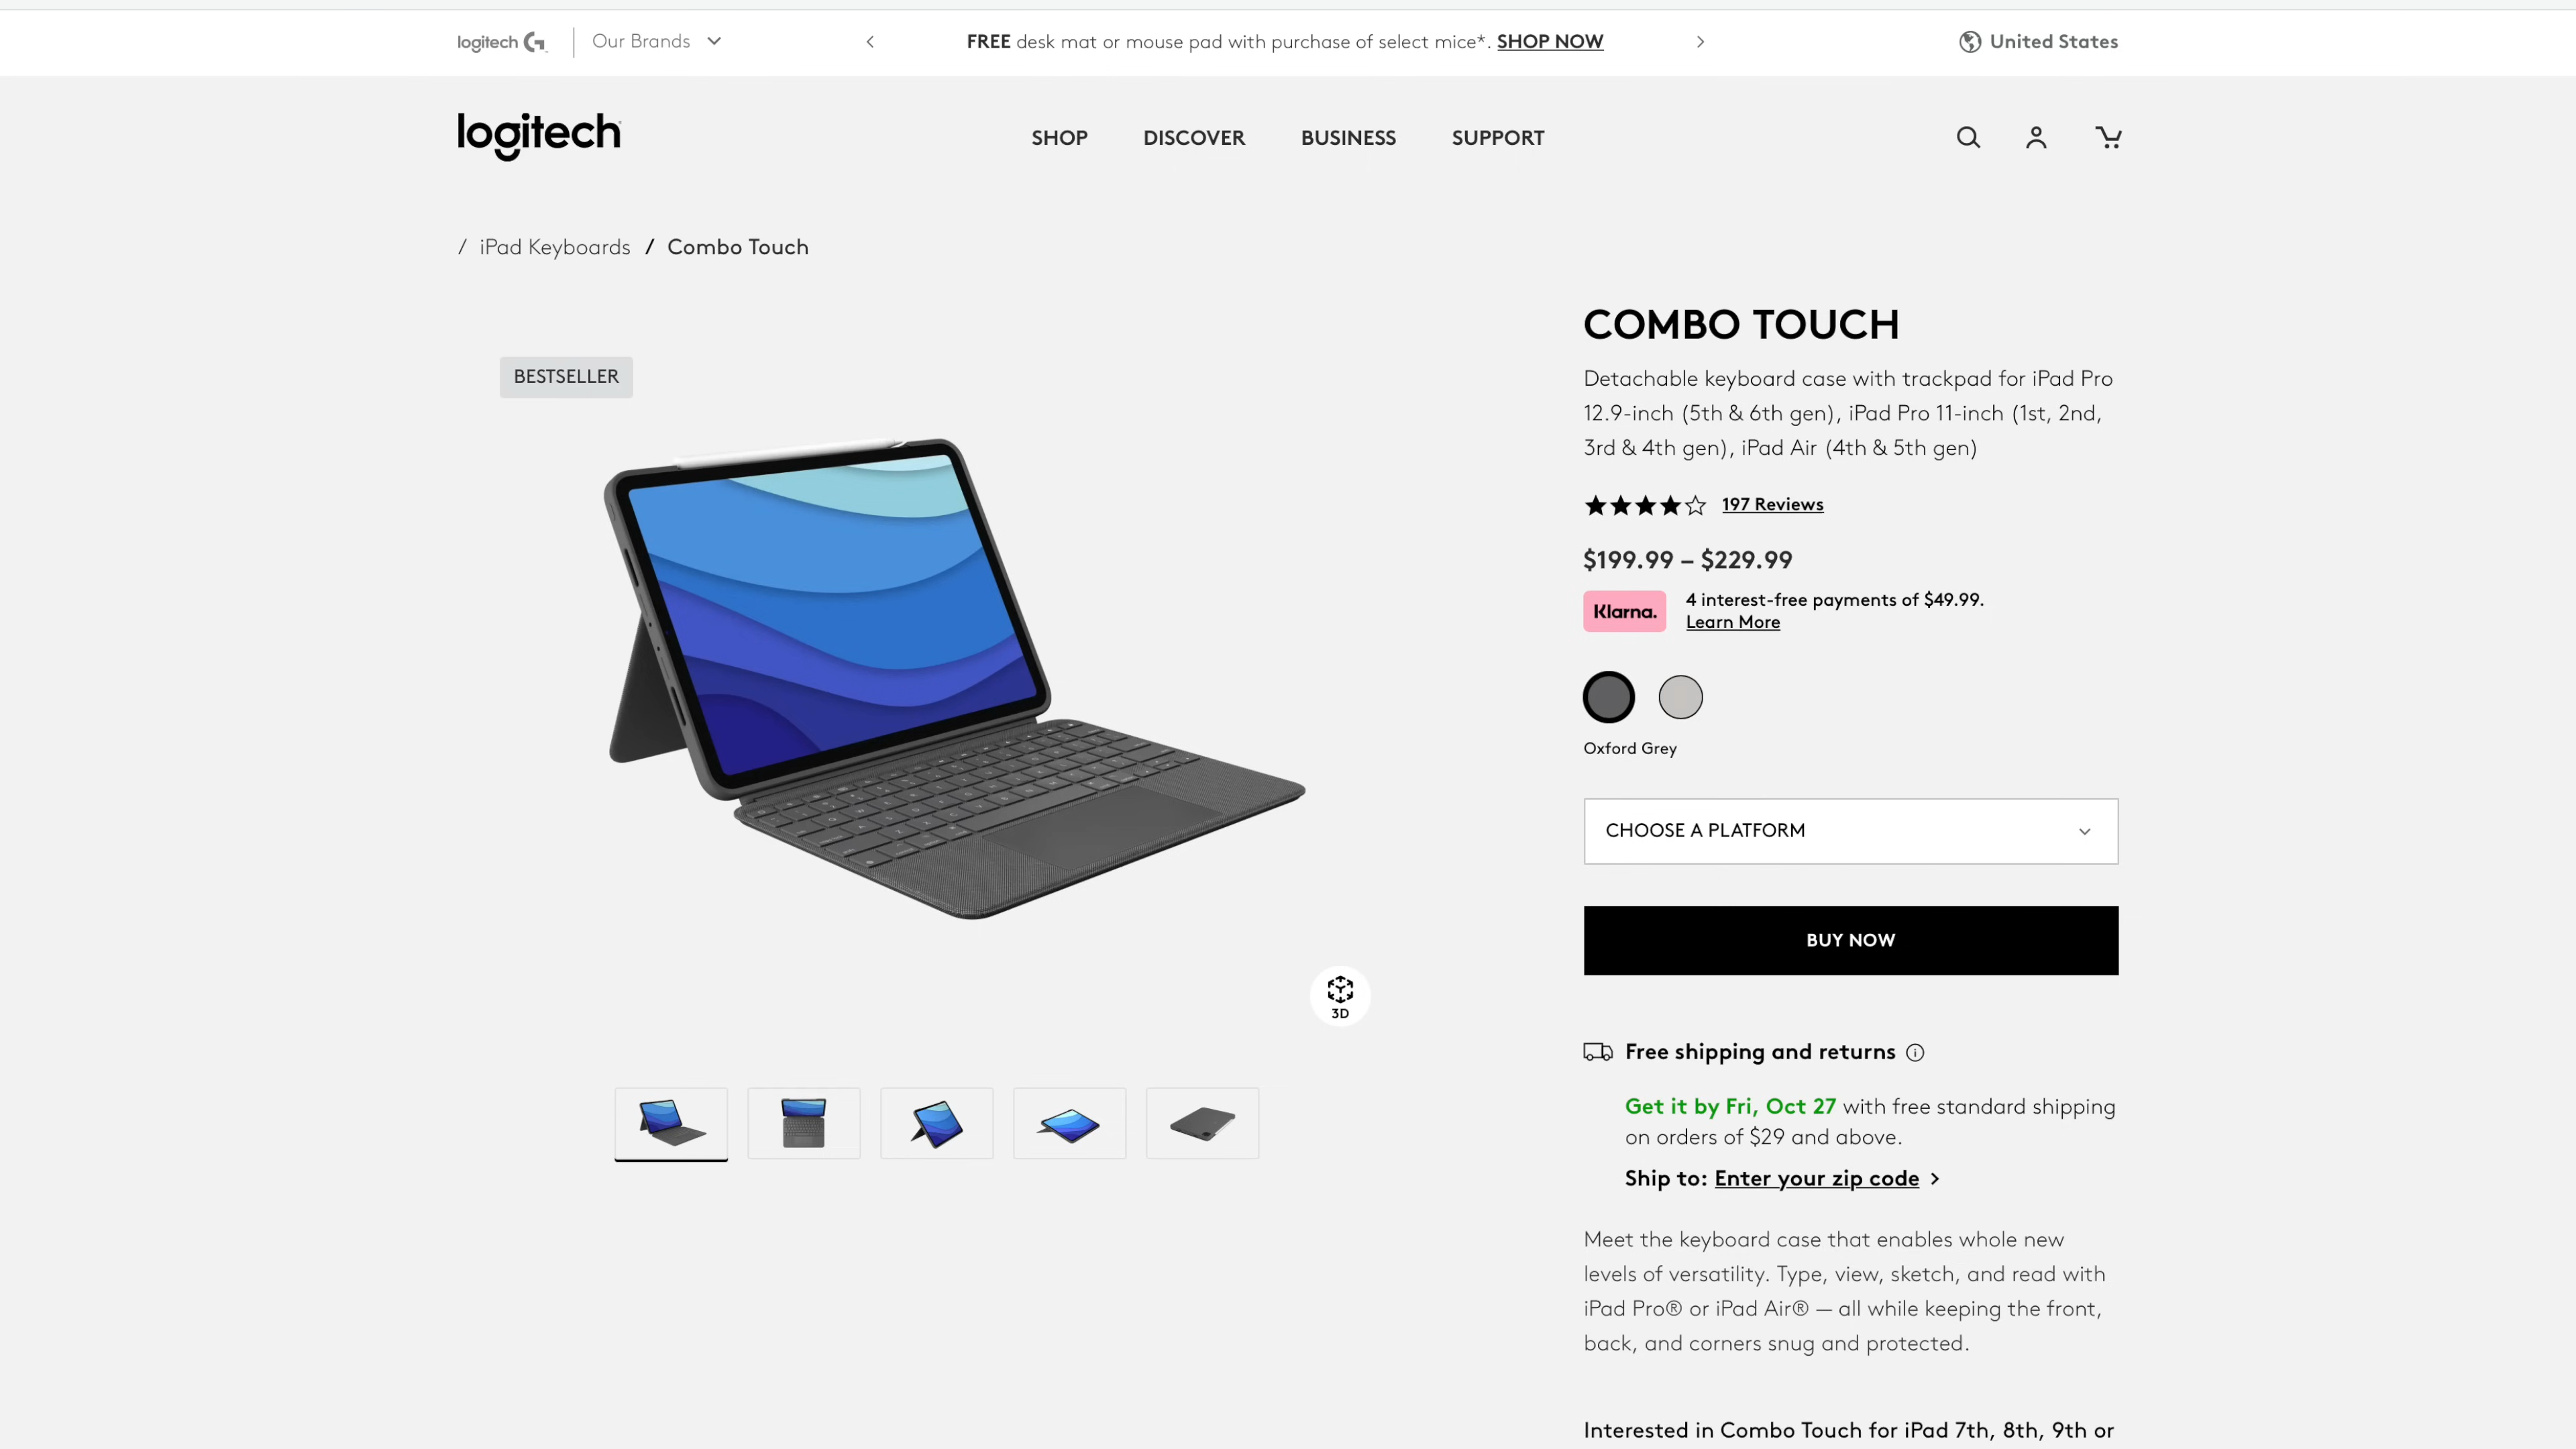 logitech G
Our Brands
FREE desk mat or mouse pad with purchase of select mice*. SHOP NOW
United States
logitech
SHOP
DISCOVER
BUSINESS
SUPPORT
/ iPad Keyboards / Combo Touch
BESTSELLER
3D
COMBO TOUCH
Detachable keyboard case with trackpad for iPad Pro
12.9-inch (5th & 6th gen), iPad Pro 11-inch (1st, 2nd,
3rd & 4th gen), iPad Air (4th & 5th gen)
197 Reviews
$199.99 – $229.99
Klarna.
4 interest-free payments of $49.99.
Learn More
Oxford Grey
CHOOSE A PLATFORM
BUY NOW
Free shipping and returns
Get it by Fri, Oct 27 with free standard shipping
on orders of $29 and above.
Ship to: Enter your zip code
Meet the keyboard case that enables whole new
levels of versatility. Type, view, sketch, and read with
iPad Pro® or iPad Air® — all while keeping the front,
back, and corners snug and protected.
Interested in Combo Touch for iPad 7th, 8th, 9th or